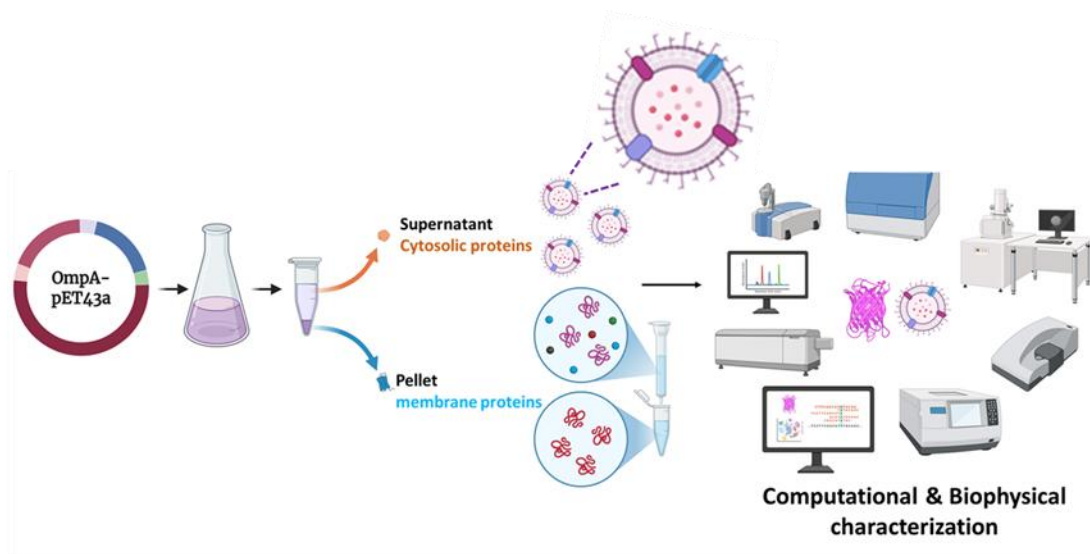 OmpA-
pET43a
Supernatant
Cytosolic proteins
Pellet
membrane proteins
Computational & Biophysical
characterization